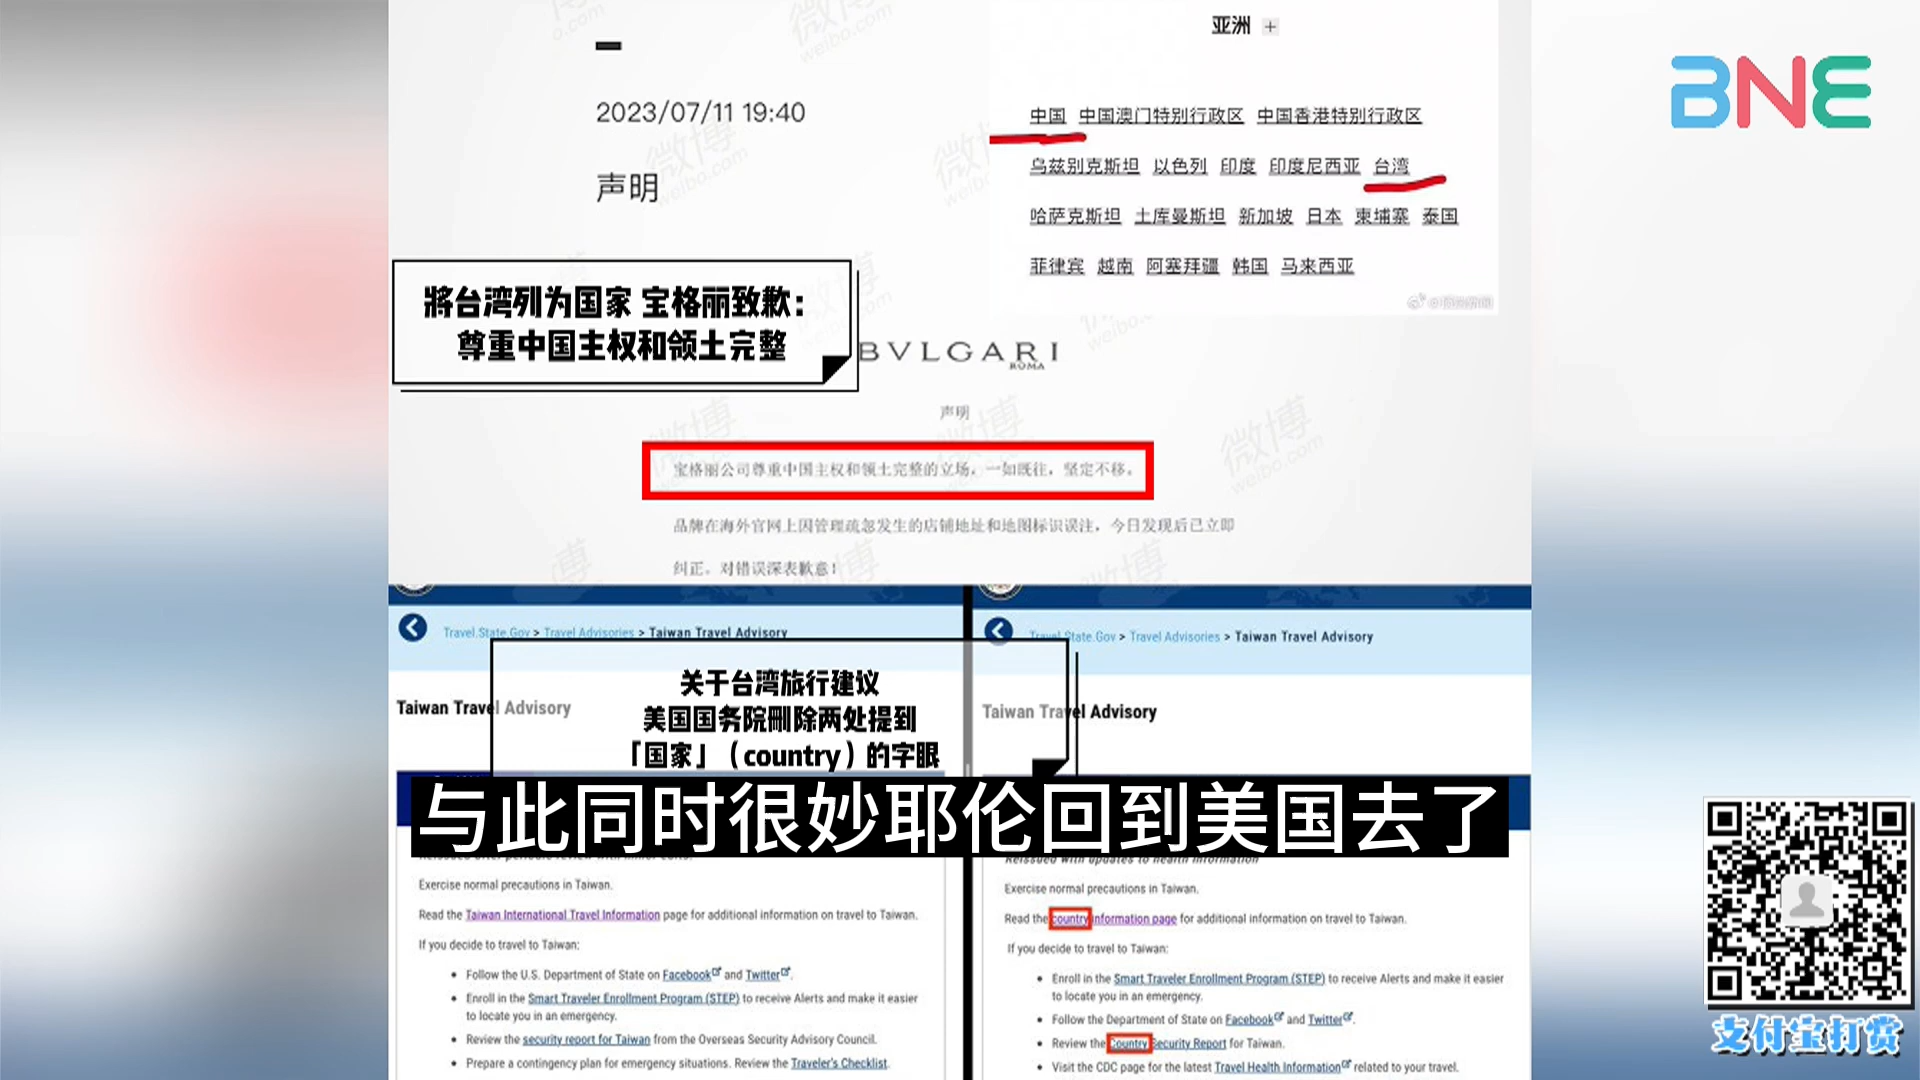 亚洲 +
2023/07/11 19:40
声明
中国 中国澳门特别行政区 中国香港特别行政区
乌兹别克斯坦 以色列 印度 印度尼西亚 台湾
哈萨克斯坦 土库曼斯坦 新加坡 日本 柬埔寨 泰国
菲律宾 越南 阿塞拜疆 韩国 马来西亚
BNE
將台湾列为国家 宝格丽致歉：
尊重中国主权和领土完整
BVLGARI
ROMA
声明
宝格丽公司尊重中国主权和领土完整的立场，一如既往，坚定不移。
品牌在海外官网上因管理疏忽发生的店铺地址和地图标识误注，今日发现后已立即
纠正。对错误深表歉意！
Travel.State.Gov > Travel Advisories > Taiwan Travel Advisory
Taiwan Travel Advisory
关于台湾旅行建议
美国国务院删除两处提到
「国家」（country）的字眼
Exercise normal precautions in Taiwan.
Read the Taiwan International Travel Information page for additional information on travel to Taiwan.
If you decide to travel to Taiwan:
• Follow the U.S. Department of State on Facebook and Twitter.
• Enroll in the Smart Traveler Enrollment Program (STEP) to receive Alerts and make it easier
to locate you in an emergency.
• Review the security report for Taiwan from the Overseas Security Advisory Council.
• Prepare a contingency plan for emergency situations. Review the Traveler's Checklist.
Travel.State.Gov > Travel Advisories > Taiwan Travel Advisory
Taiwan Travel Advisory
Reissued with updates to health information
Exercise normal precautions in Taiwan.
Read the country information page for additional information on travel to Taiwan.
If you decide to travel to Taiwan:
• Enroll in the Smart Traveler Enrollment Program (STEP) to receive Alerts and make it easier
to locate you in an emergency.
• Follow the Department of State on Facebook and Twitter.
• Review the Country Security Report for Taiwan.
• Visit the CDC page for the latest Travel Health Information related to your travel.
与此同时很妙耶伦回到美国去了
支付宝打赏